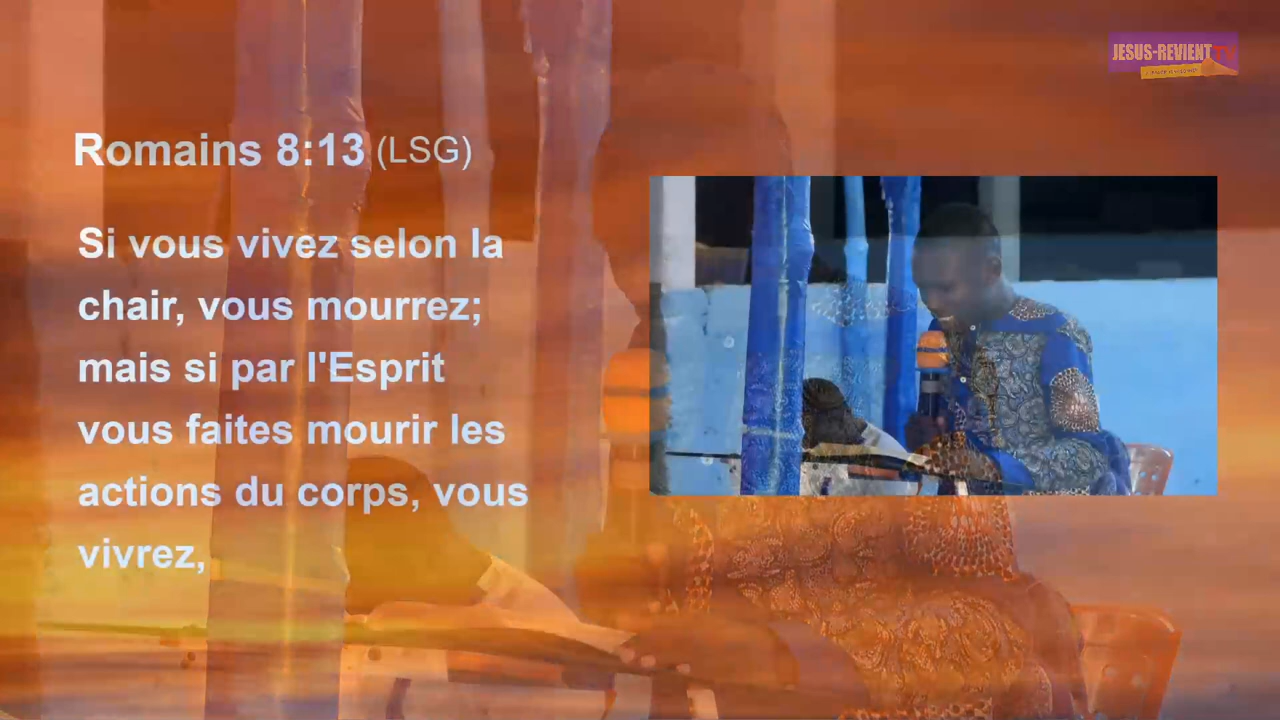 JESUS-REVIENT TV
Romains 8:13 (LSG)
Si vous vivez selon la
chair, vous mourrez;
mais si par l'Esprit
vous faites mourir les
actions du corps, vous
vivrez,